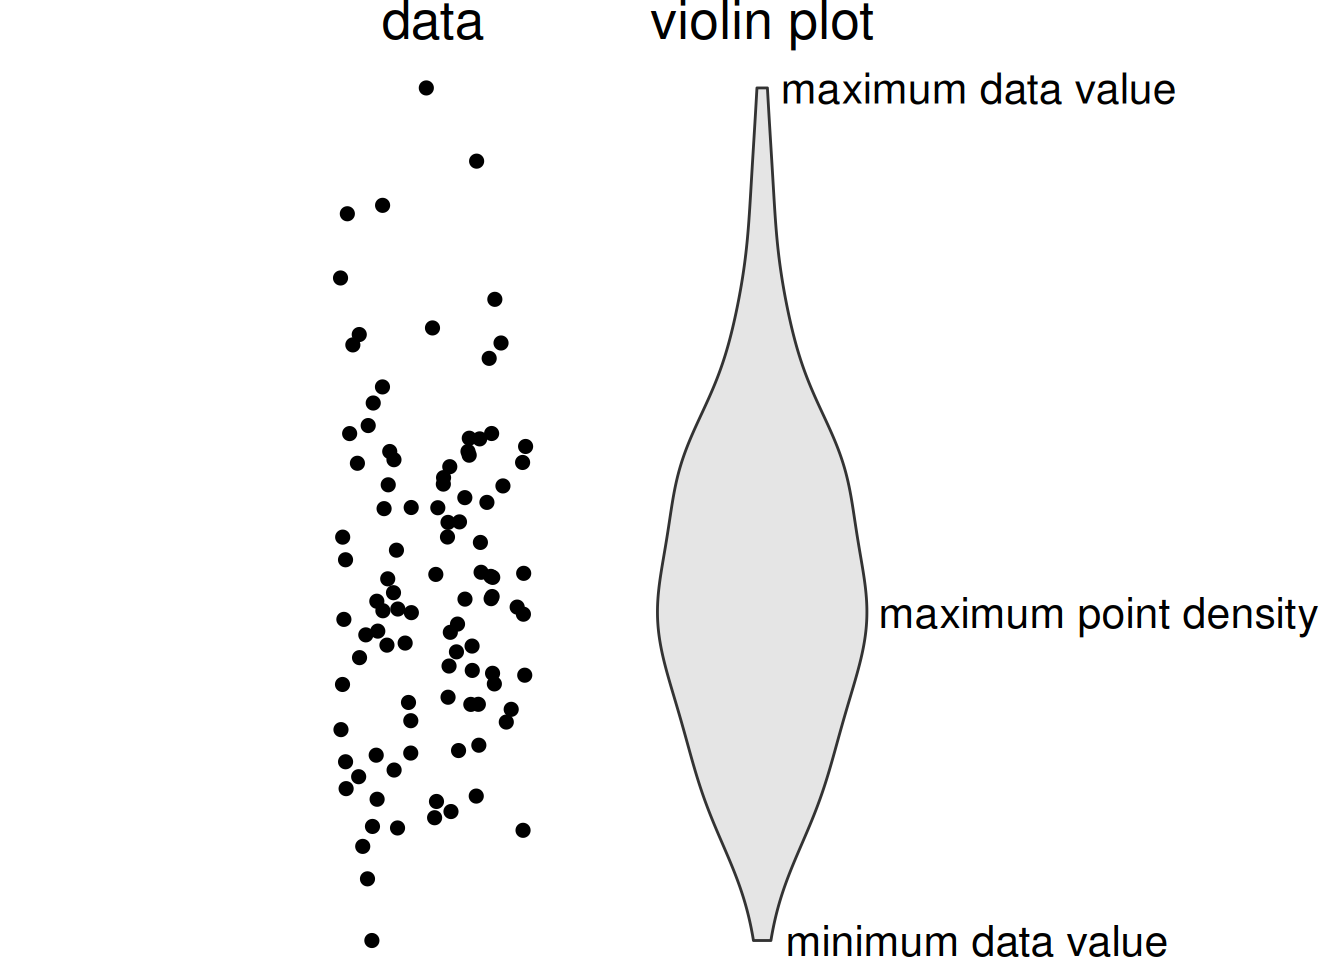 data
violin plot
maximum data value
maximum point density
minimum data value